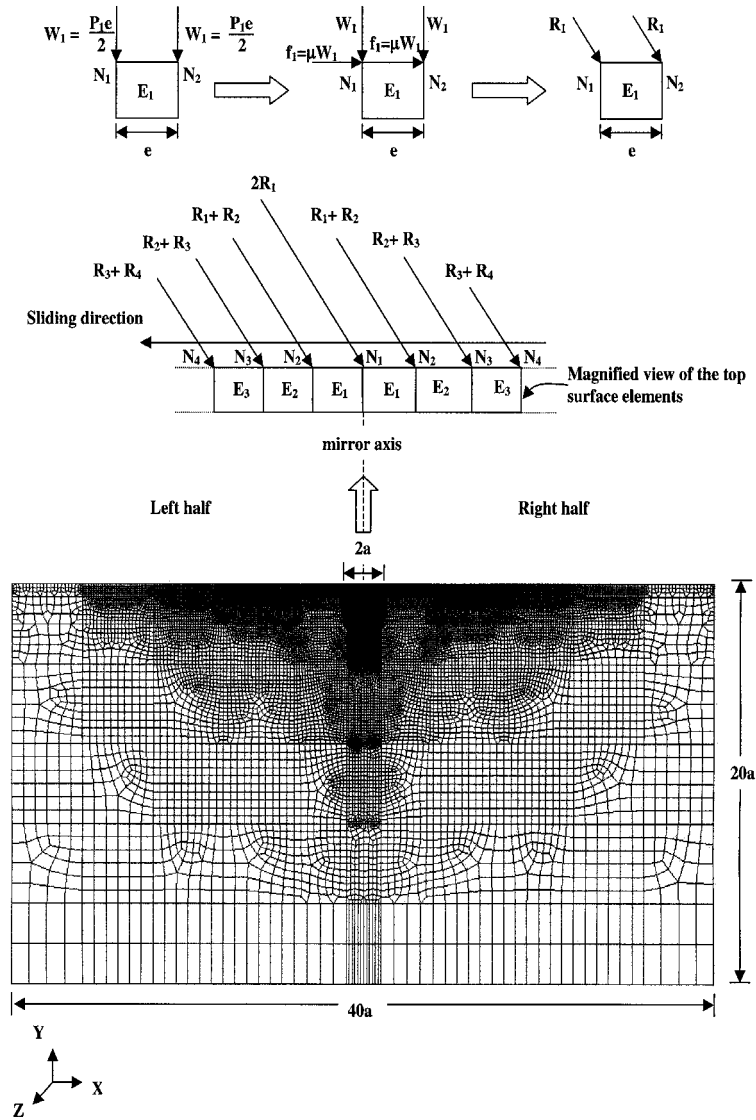 W₁ = P₁e/2 W₁ = P₁e/2
N₁ E₁ N₂
e
W₁ W₁
f₁=μW₁ f₁=μW₁
N₁ E₁ N₂
e
R₁ R₁
N₁ E₁ N₂
e
2R₁
R₁+ R₂ R₁+ R₂
R₂+ R₃ R₂+ R₃
R₃+ R₄ R₃+ R₄
Sliding direction
N₄ N₃ N₂ N₁ N₂ N₃ N₄
E₃ E₂ E₁ E₁ E₂ E₃
Magnified view of the top
surface elements
mirror axis
Left half Right half
2a
20a
40a
Y
X
Z